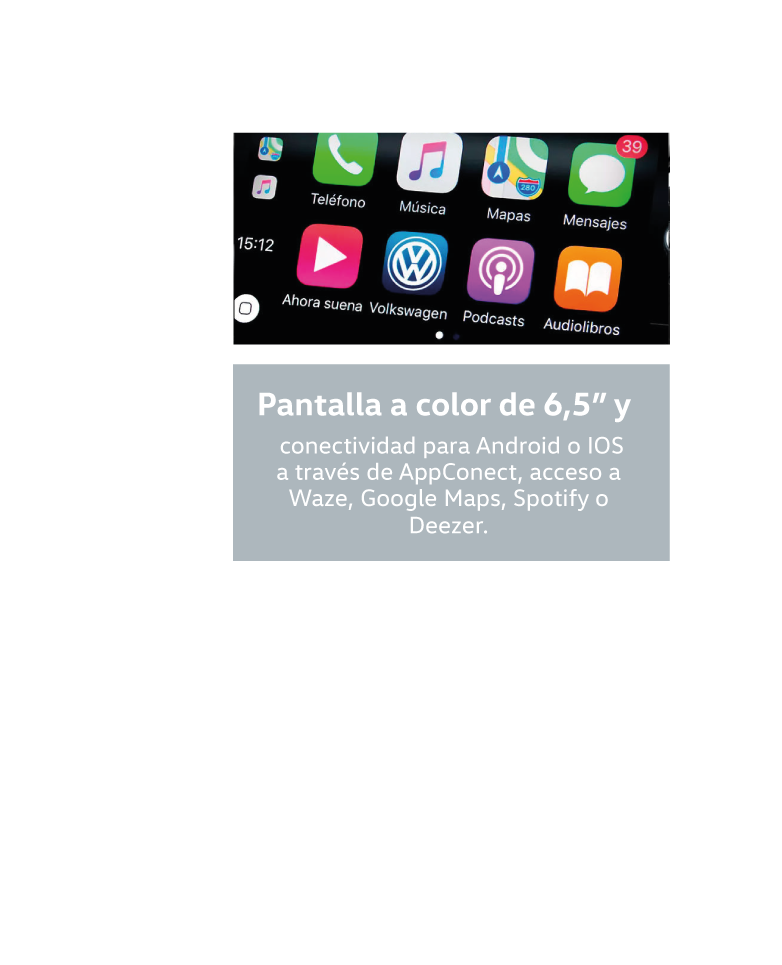 39
280
Teléfono
Música
Mapas
Mensajes
15:12
Ahora suena
Volkswagen
Podcasts
Audiolibros
Pantalla a color de 6,5” y
conectividad para Android o IOS
a través de AppConect, acceso a
Waze, Google Maps, Spotify o
Deezer.